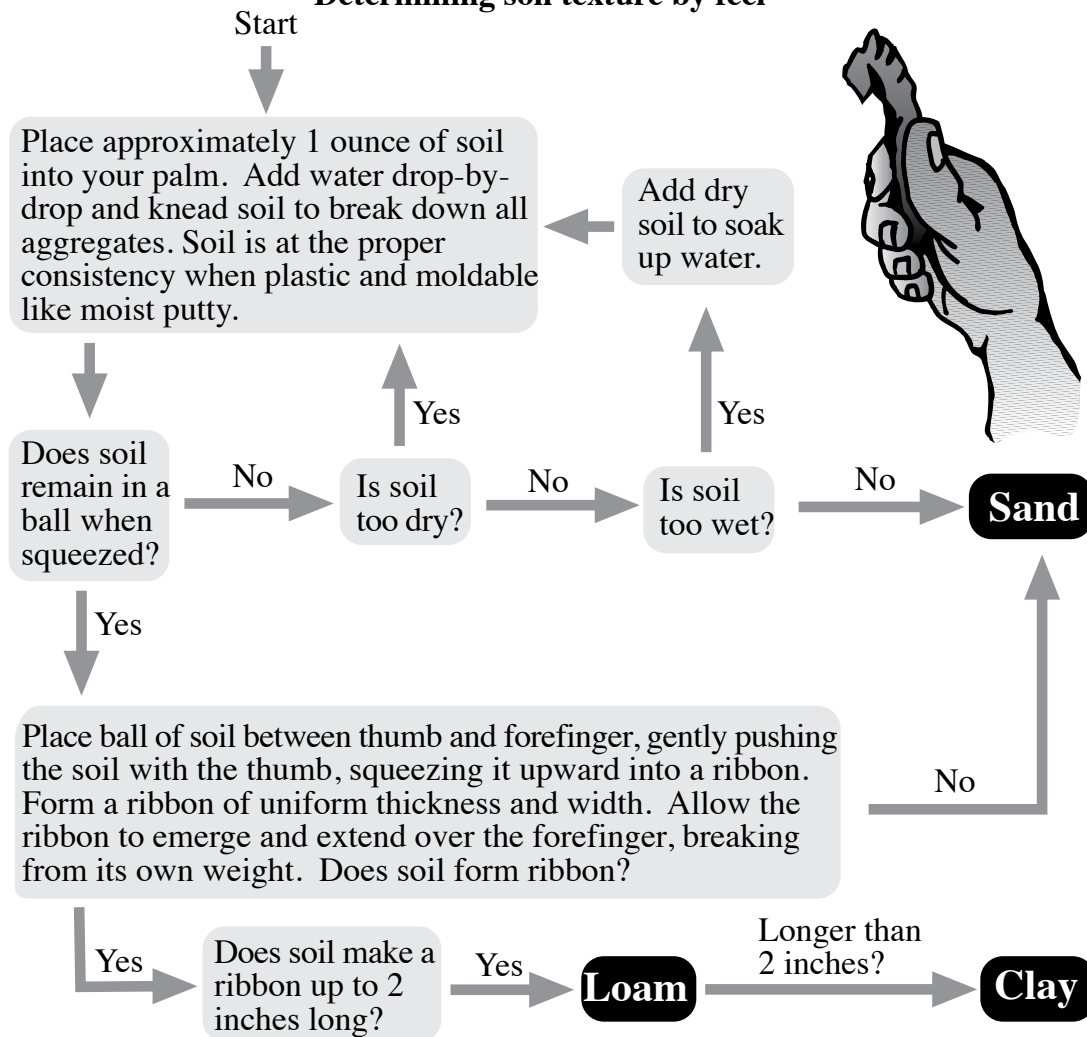 Determining soil texture by feel
Start
Place approximately 1 ounce of soil
into your palm. Add water drop-by-
drop and knead soil to break down all
aggregates. Soil is at the proper
consistency when plastic and moldable
like moist putty.
Add dry
soil to soak
up water.
Yes
Yes
Does soil
remain in a
ball when
squeezed?
No
Is soil
too dry?
No
Is soil
too wet?
No
Sand
Yes
Place ball of soil between thumb and forefinger, gently pushing
the soil with the thumb, squeezing it upward into a ribbon.
Form a ribbon of uniform thickness and width. Allow the
ribbon to emerge and extend over the forefinger, breaking
from its own weight. Does soil form ribbon?
No
Yes
Does soil make a
ribbon up to 2
inches long?
Yes
Loam
Longer than
2 inches?
Clay